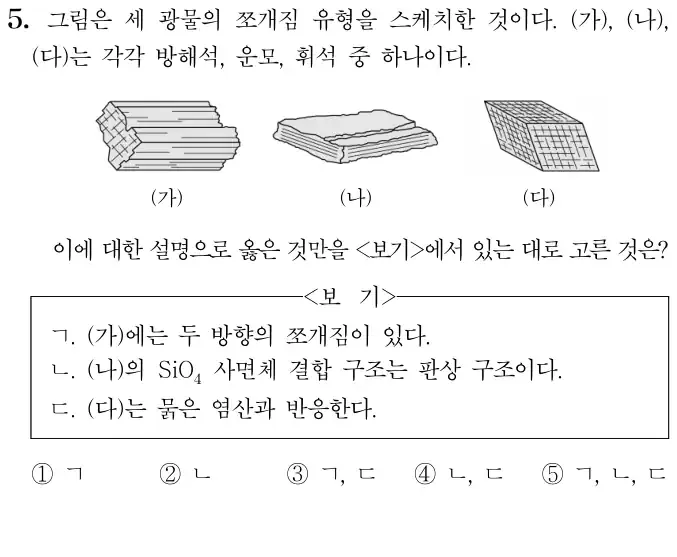 5. 그림은 세 광물의 쪼개짐 유형을 스케치한 것이다. (가), (나),
(다)는 각각 방해석, 운모, 휘석 중 하나이다.
(가) (나) (다)
이에 대한 설명으로 옳은 것만을 <보기>에서 있는 대로 고른 것은?
<보 기>
ㄱ. (가)에는 두 방향의 쪼개짐이 있다.
ㄴ. (나)의 SiO₄ 사면체 결합 구조는 판상 구조이다.
ㄷ. (다)는 묽은 염산과 반응한다.
① ㄱ ② ㄴ ③ ㄱ, ㄷ ④ ㄴ, ㄷ ⑤ ㄱ, ㄴ, ㄷ